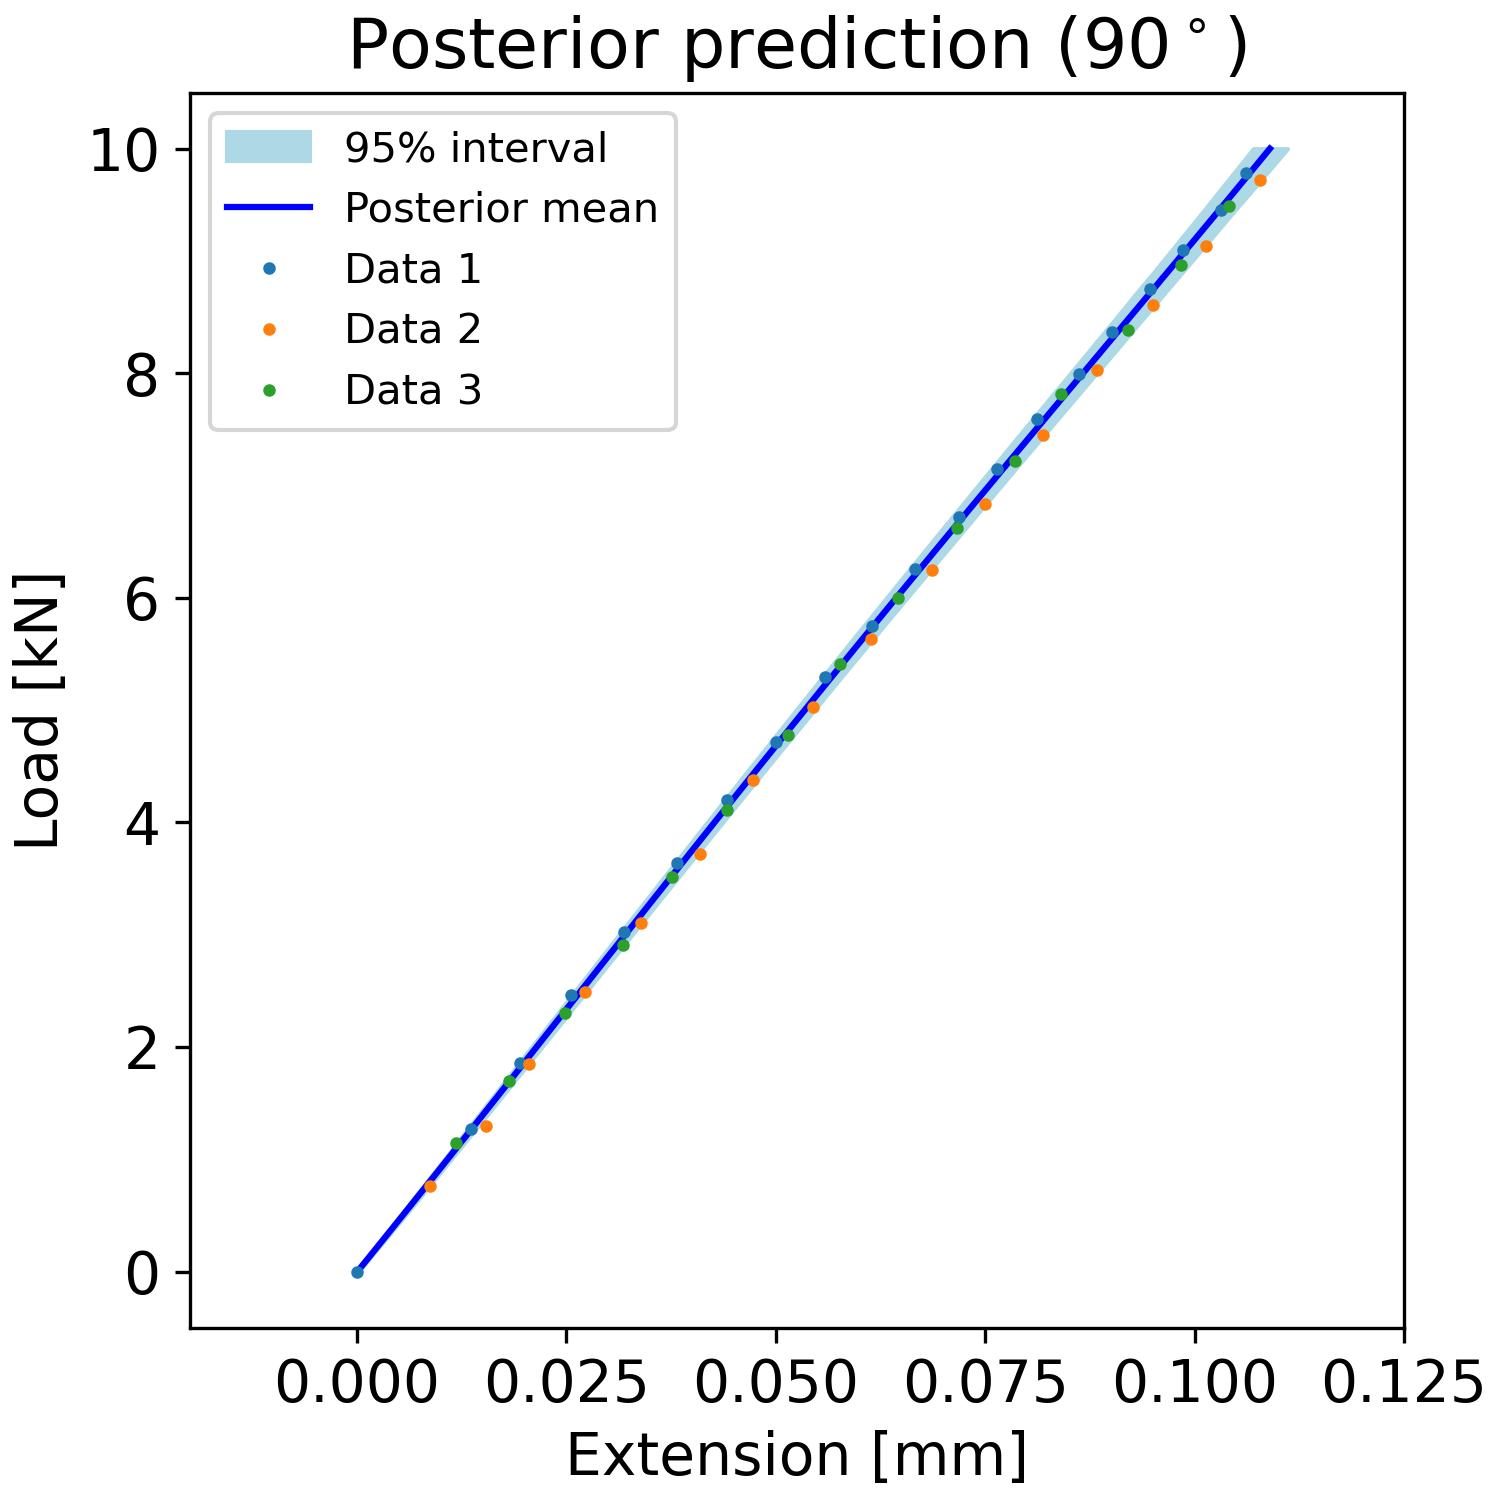 Posterior prediction (90°)
95% interval
Posterior mean
Data 1
Data 2
Data 3
10
8
6
4
2
0
Load [kN]
0.000 0.025 0.050 0.075 0.100 0.125
Extension [mm]